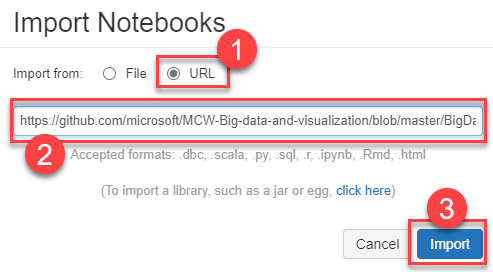 Import Notebooks
1
Import from: File URL
https://github.com/microsoft/MCW-Big-data-and-visualization/blob/master/BigDa
2
Accepted formats: .dbc, .scala, .py, .sql, .r, .ipynb, .Rmd, .html
(To import a library, such as a jar or egg, click here)
3
Cancel Import